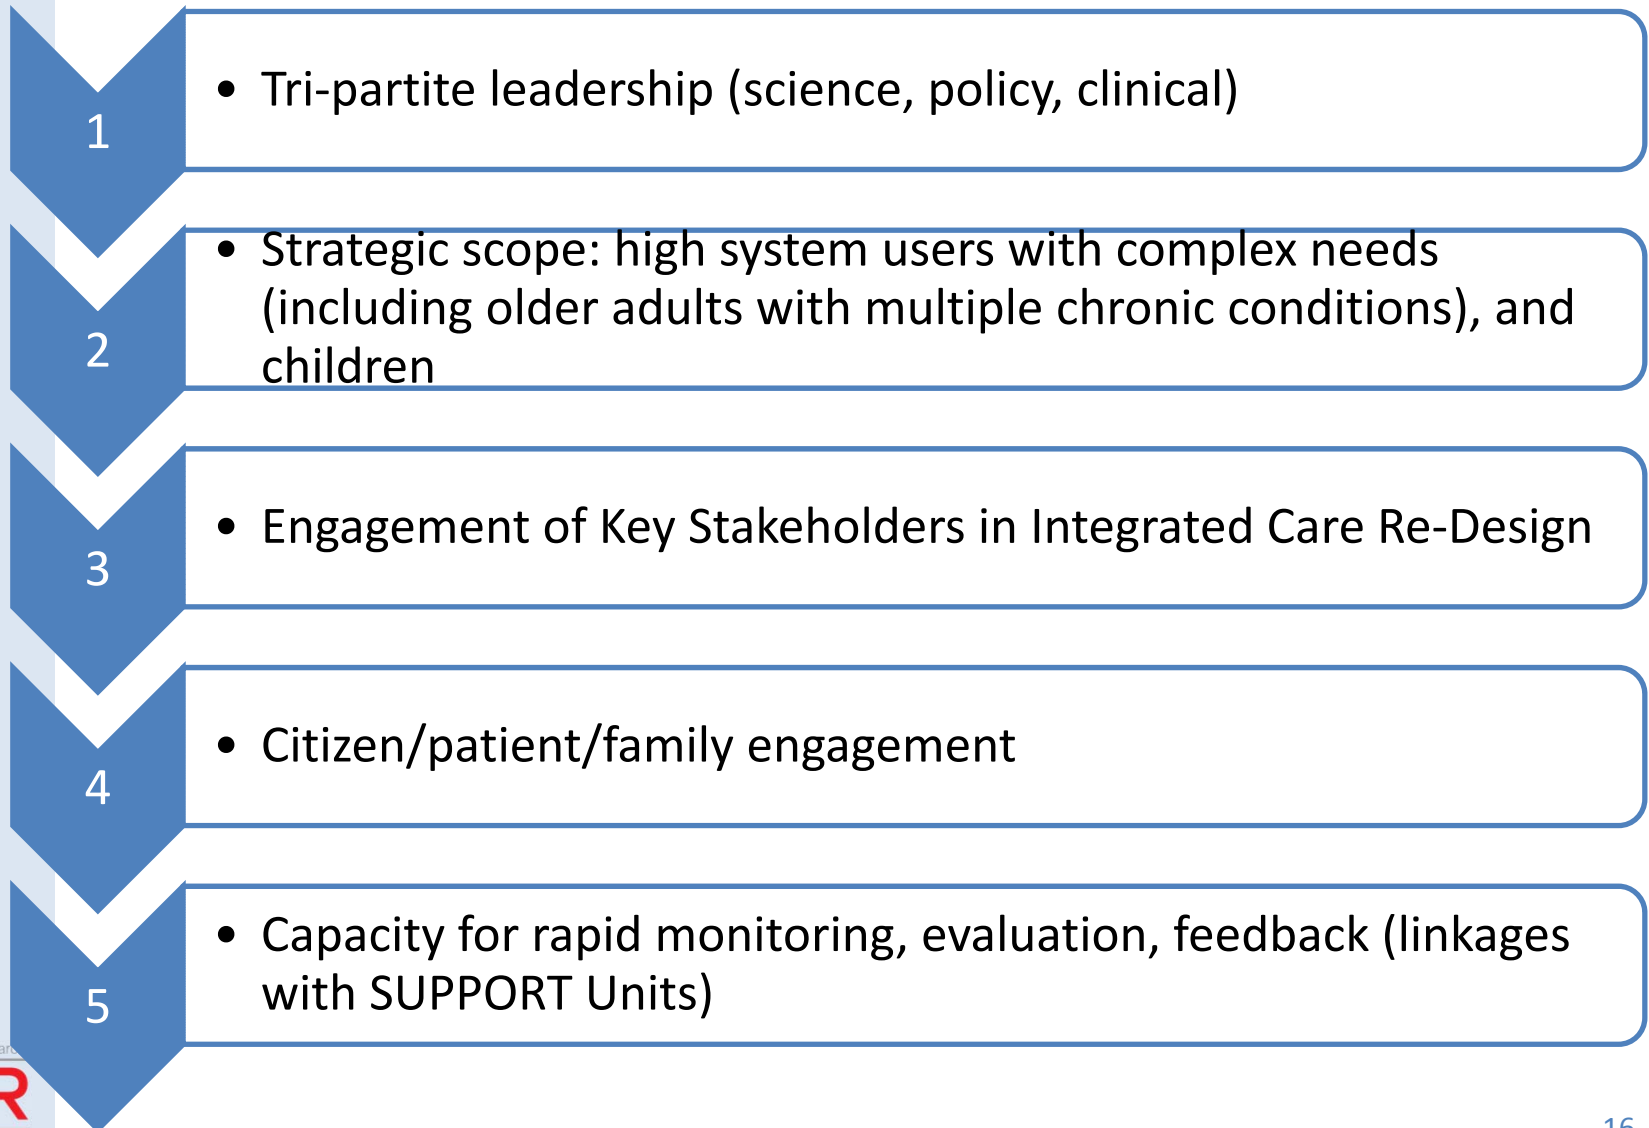 1
• Tri-partite leadership (science, policy, clinical)
2
• Strategic scope: high system users with complex needs
(including older adults with multiple chronic conditions), and
children
3
• Engagement of Key Stakeholders in Integrated Care Re-Design
4
• Citizen/patient/family engagement
5
• Capacity for rapid monitoring, evaluation, feedback (linkages
with SUPPORT Units)
R
16